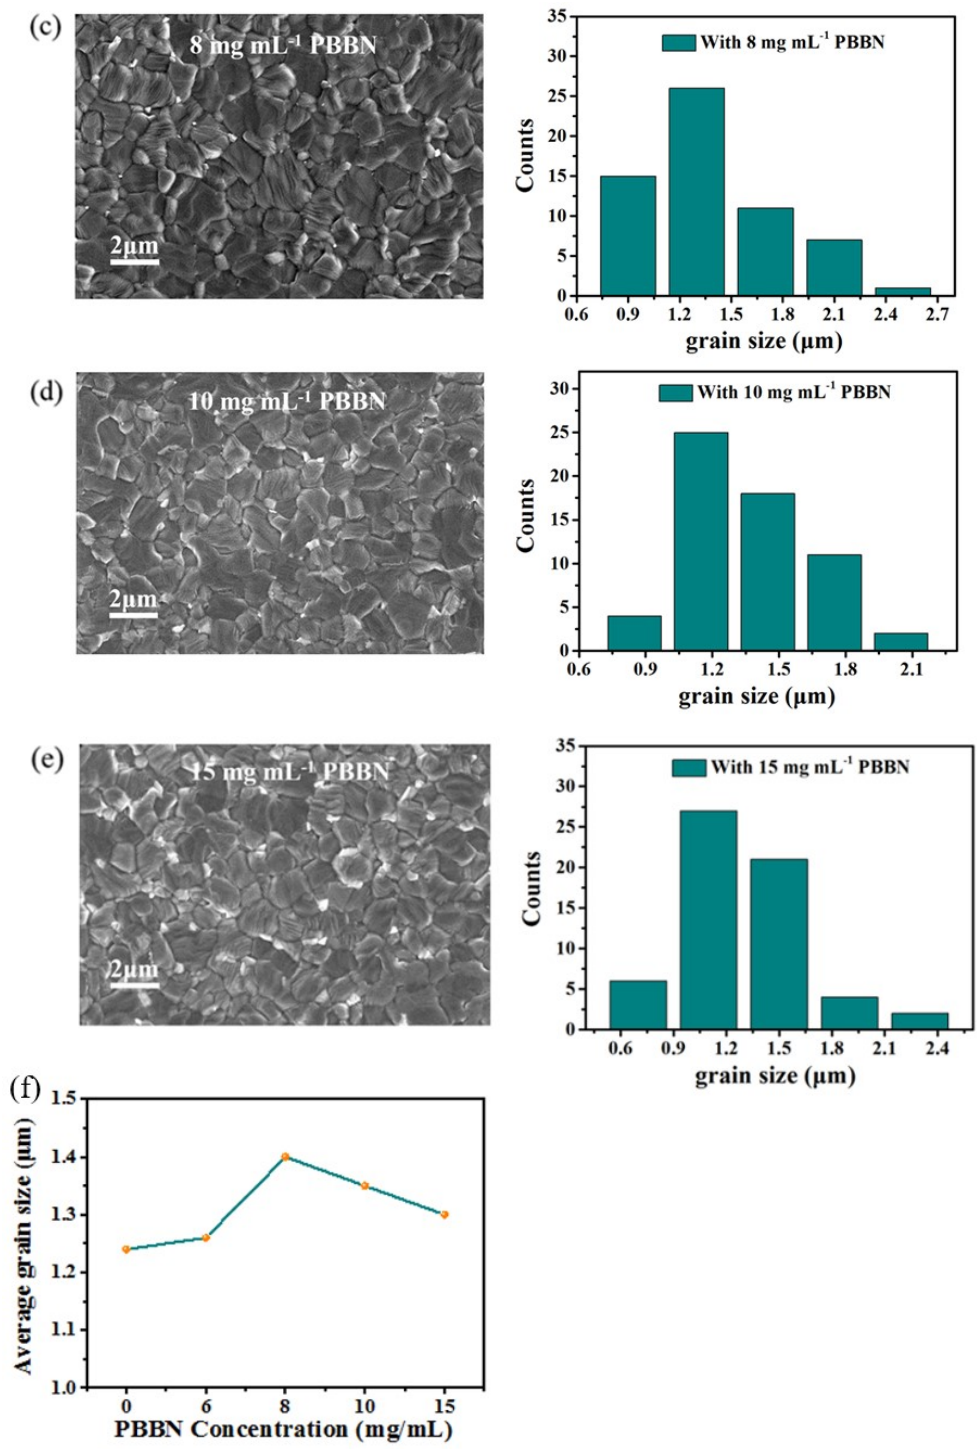 (c)
8 mg mL-1 PBBN
2μm
With 8 mg mL-1 PBBN
Counts
35
30
25
20
15
10
5
0
0.6 0.9 1.2 1.5 1.8 2.1 2.4 2.7
grain size (μm)
(d)
10 mg mL-1 PBBN
2μm
With 10 mg mL-1 PBBN
Counts
30
25
20
15
10
5
0
0.6 0.9 1.2 1.5 1.8 2.1
grain size (μm)
(e)
15 mg mL-1 PBBN
2μm
With 15 mg mL-1 PBBN
Counts
35
30
25
20
15
10
5
0
0.6 0.9 1.2 1.5 1.8 2.1 2.4
grain size (μm)
(f)
Average grain size (μm)
1.5
1.4
1.3
1.2
1.1
1.0
0 6 8 10 15
PBBN Concentration (mg/mL)